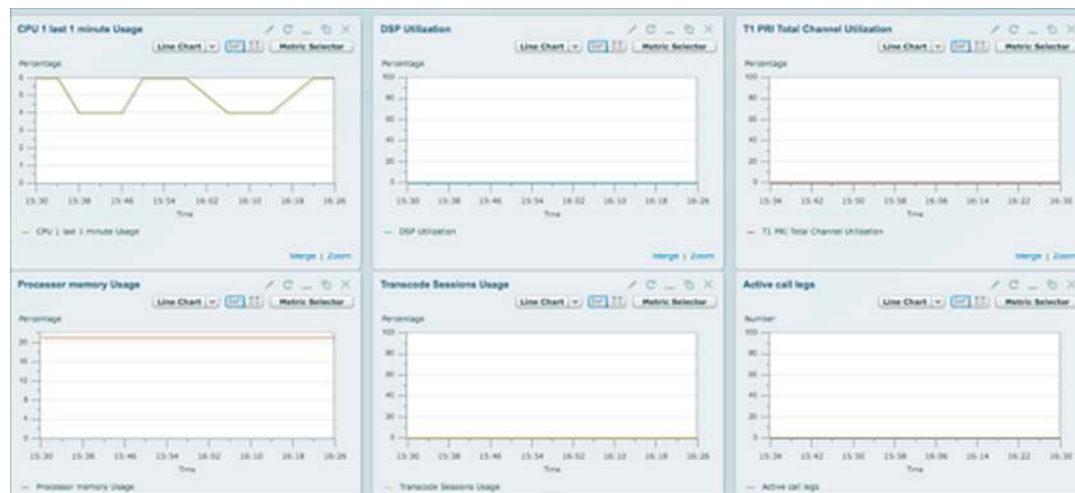 CPU 1 last 1 minute Usage
Line Chart
Metric Selector
Percentage
6
5
4
3
2
1
0
15:30 15:38 15:46 15:54 16:02 16:10 16:18 16:26
Time
CPU 1 last 1 minute Usage
Merge | Zoom
DSP Utilization
Line Chart
Metric Selector
Percentage
100
80
60
40
20
0
15:30 15:38 15:46 15:54 16:02 16:10 16:18 16:26
Time
DSP Utilization
Merge | Zoom
T1 PRI Total Channel Utilization
Line Chart
Metric Selector
Percentage
100
80
60
40
20
0
15:34 15:42 15:50 15:58 16:06 16:14 16:22 16:30
Time
T1 PRI Total Channel Utilization
Merge | Zoom
Processor memory Usage
Line Chart
Metric Selector
Percentage
20
16
12
8
4
0
15:30 15:38 15:46 15:54 16:02 16:10 16:18 16:26
Time
Processor memory Usage
Transcode Sessions Usage
Line Chart
Metric Selector
Percentage
100
80
60
40
20
0
15:30 15:38 15:46 15:54 16:02 16:10 16:18 16:26
Time
Transcode Sessions Usage
Active call legs
Line Chart
Metric Selector
Number
100
80
60
40
20
0
15:34 15:42 15:50 15:58 16:06 16:14 16:22 16:30
Time
Active call legs